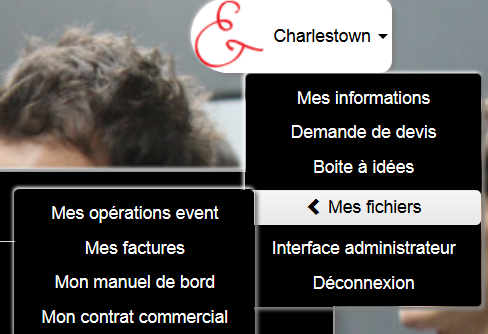 &
Charlestown
Mes informations
Demande de devis
Boite à idées
Mes fichiers
Interface administrateur
Déconnexion
Mes opérations event
Mes factures
Mon manuel de bord
Mon contrat commercial